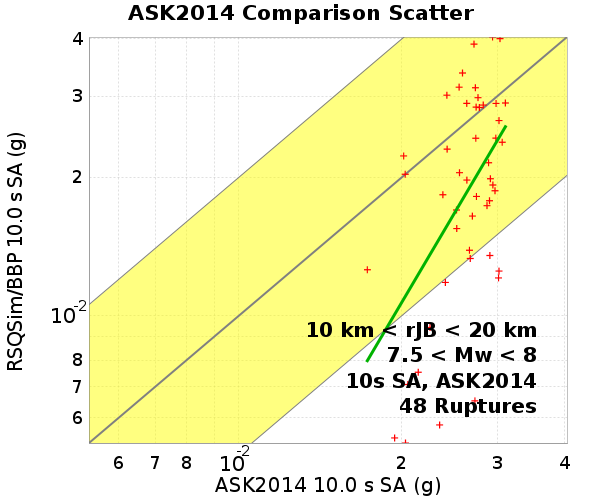 ASK2014 Comparison Scatter
RSQSim/BBP 10.0 s SA (g)
4
3
2
10-2
8
7
6
10 km < rJB < 20 km
7.5 < Mw < 8
10s SA, ASK2014
48 Ruptures
6 7 8 10-2 2 3 4
ASK2014 10.0 s SA (g)